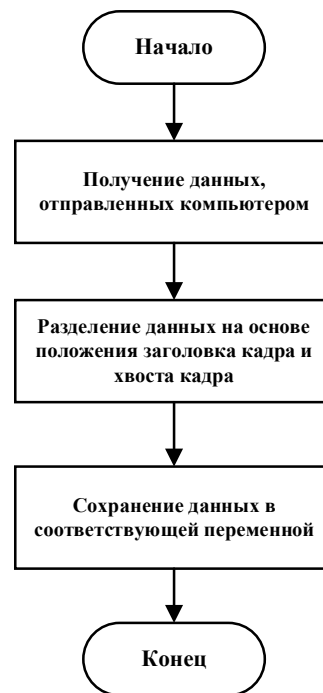 Начало
Получение данных,
отправленных компьютером
Разделение данных на основе
положения заголовка кадра и
хвоста кадра
Сохранение данных в
соответствующей переменной
Конец